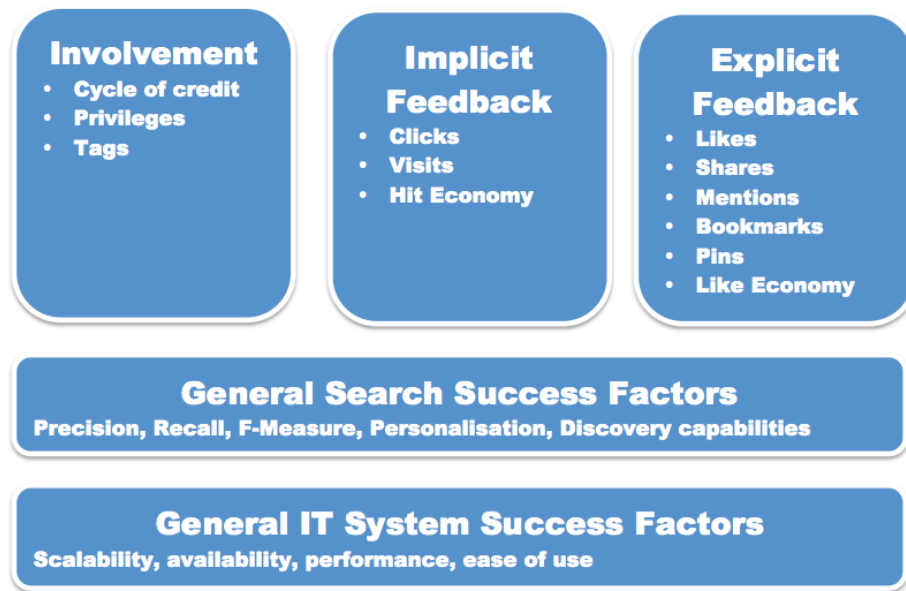 Involvement
• Cycle of credit
• Privileges
• Tags
Implicit
Feedback
• Clicks
• Visits
• Hit Economy
Explicit
Feedback
• Likes
• Shares
• Mentions
• Bookmarks
• Pins
• Like Economy
General Search Success Factors
Precision, Recall, F-Measure, Personalisation, Discovery capabilities
General IT System Success Factors
Scalability, availability, performance, ease of use